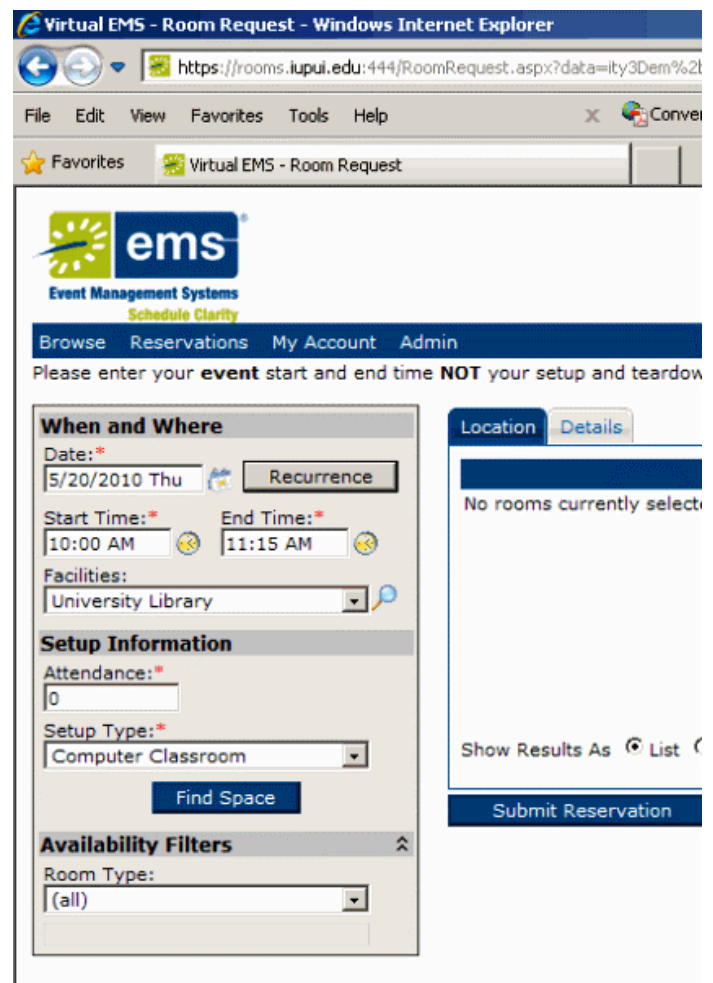 Virtual EMS - Room Request - Windows Internet Explorer
https://rooms.iupui.edu:444/RoomRequest.aspx?data=ity3Dem%2b
File Edit View Favorites Tools Help x Conver
Favorites Virtual EMS - Room Request
ems
Event Management Systems
Schedule Clarity
Browse Reservations My Account Admin
Please enter your event start and end time NOT your setup and teardow
When and Where
Location Details
Date:*
5/20/2010 Thu Recurrence
No rooms currently selecte
Start Time:* End Time:*
10:00 AM 11:15 AM
Facilities:
University Library
Setup Information
Attendance:*
0
Setup Type:*
Computer Classroom
Show Results As List
Find Space
Submit Reservation
Availability Filters
Room Type:
(all)